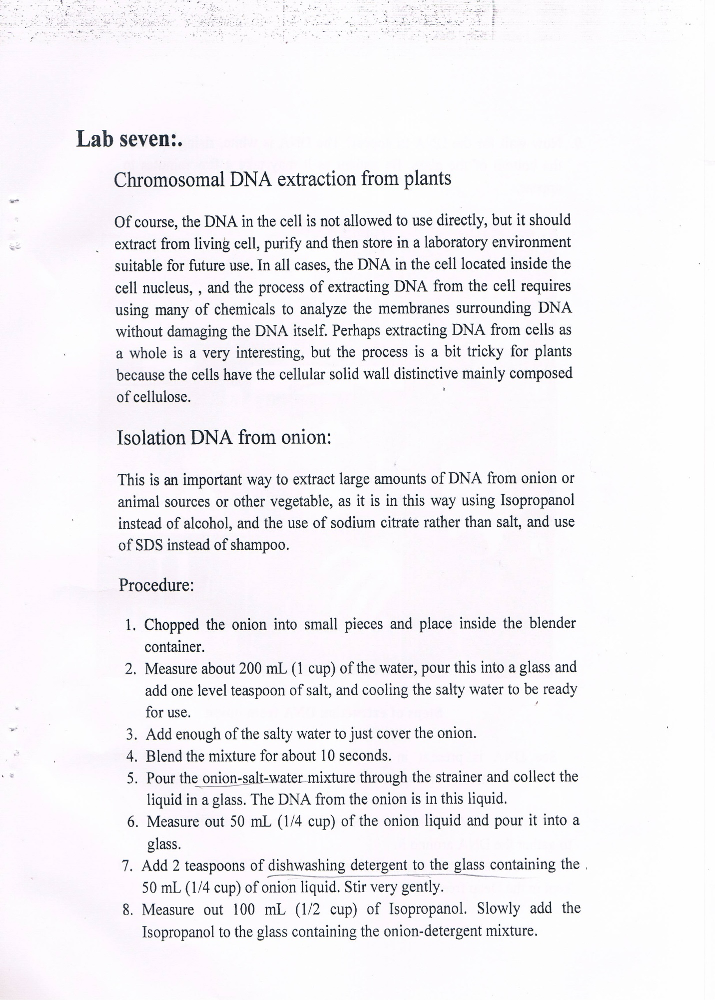 Lab seven:.
Chromosomal DNA extraction from plants
Of course, the DNA in the cell is not allowed to use directly, but it should
extract from living cell, purify and then store in a laboratory environment
suitable for future use. In all cases, the DNA in the cell located inside the
cell nucleus, , and the process of extracting DNA from the cell requires
using many of chemicals to analyze the membranes surrounding DNA
without damaging the DNA itself. Perhaps extracting DNA from cells as
a whole is a very interesting, but the process is a bit tricky for plants
because the cells have the cellular solid wall distinctive mainly composed
of cellulose.
Isolation DNA from onion:
This is an important way to extract large amounts of DNA from onion or
animal sources or other vegetable, as it is in this way using Isopropanol
instead of alcohol, and the use of sodium citrate rather than salt, and use
of SDS instead of shampoo.
Procedure:
1. Chopped the onion into small pieces and place inside the blender
container.
2. Measure about 200 mL (1 cup) of the water, pour this into a glass and
add one level teaspoon of salt, and cooling the salty water to be ready
for use.
3. Add enough of the salty water to just cover the onion.
4. Blend the mixture for about 10 seconds.
5. Pour the onion-salt-water mixture through the strainer and collect the
liquid in a glass. The DNA from the onion is in this liquid.
6. Measure out 50 mL (1/4 cup) of the onion liquid and pour it into a
glass.
7. Add 2 teaspoons of dishwashing detergent to the glass containing the
50 mL (1/4 cup) of onion liquid. Stir very gently.
8. Measure out 100 mL (1/2 cup) of Isopropanol. Slowly add the
Isopropanol to the glass containing the onion-detergent mixture.